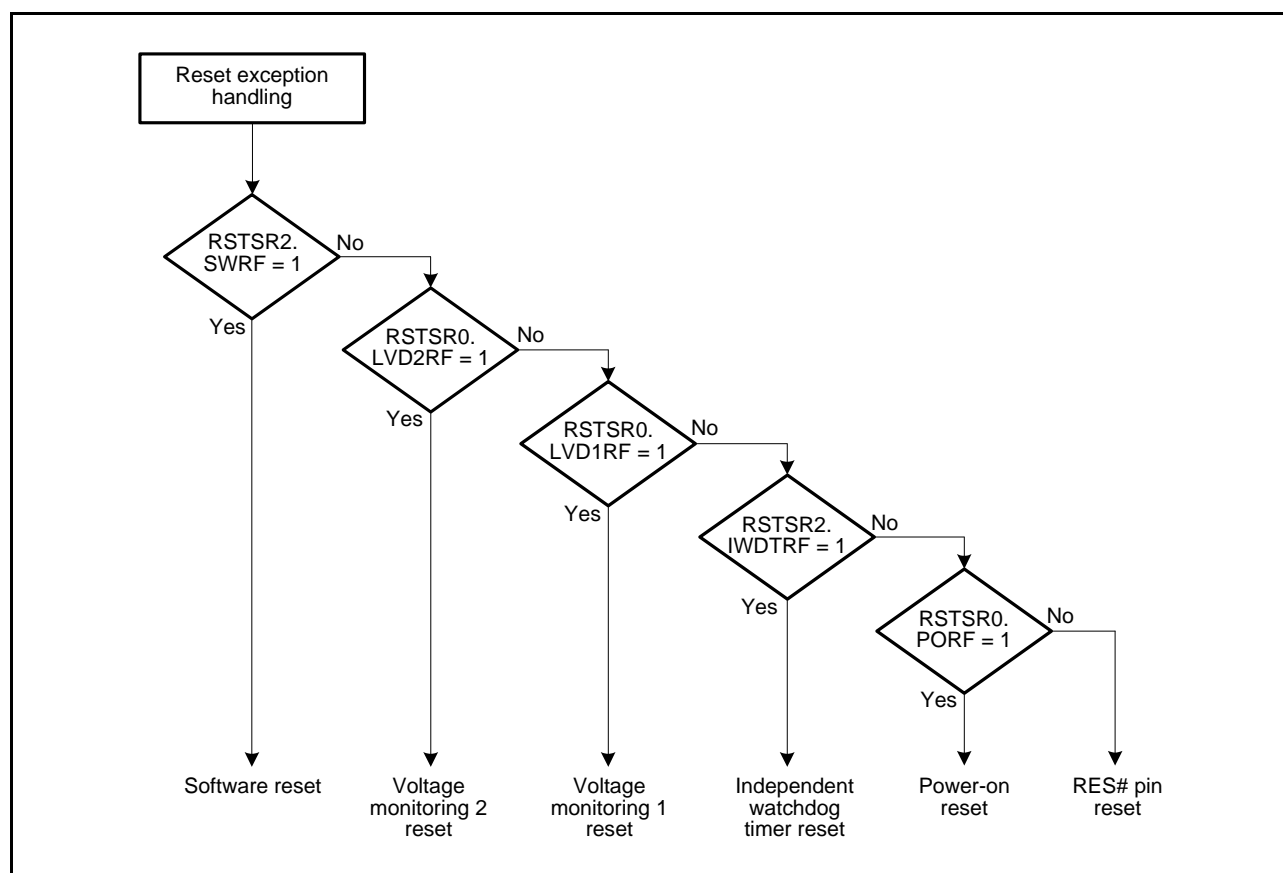 Reset exception
handling
RSTSR2.
SWRF = 1
No
Yes
RSTSR0.
LVD2RF = 1
No
Yes
RSTSR0.
LVD1RF = 1
No
Yes
RSTSR2.
IWDTRF = 1
No
Yes
RSTSR0.
PORF = 1
No
Yes
Software reset
Voltage
monitoring 2
reset
Voltage
monitoring 1
reset
Independent
watchdog
timer reset
Power-on
reset
RES# pin
reset